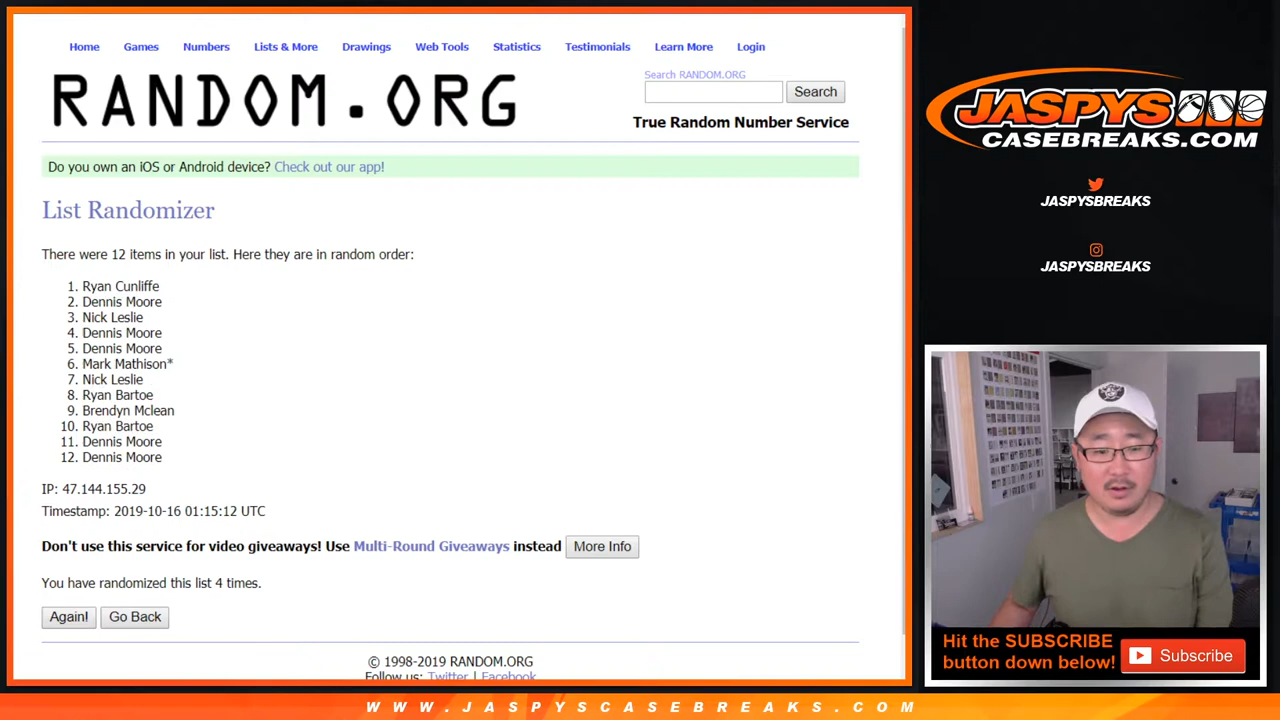 Home Games Numbers Lists & More Drawings Web Tools Statistics Testimonials Learn More Login
RANDOM.ORG
Search RANDOM.ORG
Search
True Random Number Service
Do you own an iOS or Android device? Check out our app!
List Randomizer
There were 12 items in your list. Here they are in random order:
1. Ryan Cunliffe
2. Dennis Moore
3. Nick Leslie
4. Dennis Moore
5. Dennis Moore
6. Mark Mathison*
7. Nick Leslie
8. Ryan Bartoe
9. Brendyn Mclean
10. Ryan Bartoe
11. Dennis Moore
12. Dennis Moore
IP: 47.144.155.29
Timestamp: 2019-10-16 01:15:12 UTC
Don't use this service for video giveaways! Use Multi-Round Giveaways instead More Info
You have randomized this list 4 times.
Again! Go Back
© 1998-2019 RANDOM.ORG
Follow us: Twitter | Facebook
JASPYS
CASEBREAKS.COM
JASPYSBREAKS
JASPYSBREAKS
Hit the SUBSCRIBE
button down below!
Subscribe
WWW.JASPYSCASEBREAKS.COM